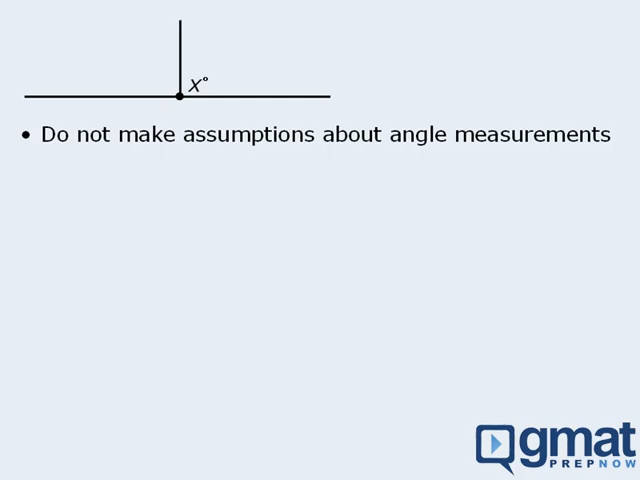 X°
• Do not make assumptions about angle measurements
gmat
PREPNOW